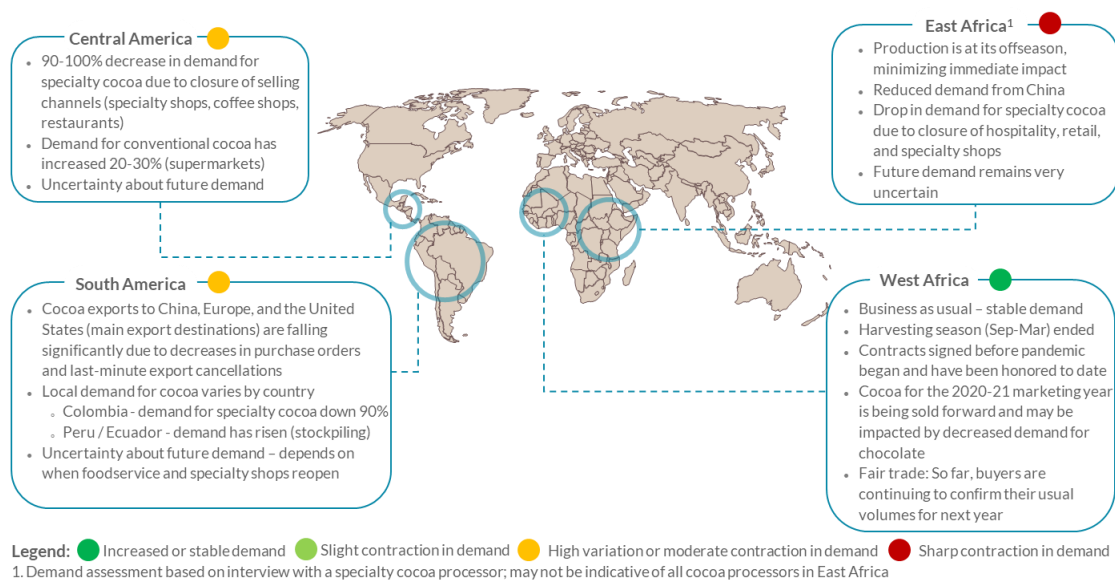 Central America
• 90-100% decrease in demand for
specialty cocoa due to closure of selling
channels (specialty shops, coffee shops,
restaurants)
• Demand for conventional cocoa has
increased 20-30% (supermarkets)
• Uncertainty about future demand
East Africa¹
• Production is at its offseason,
minimizing immediate impact
• Reduced demand from China
• Drop in demand for specialty cocoa
due to closure of hospitality, retail,
and specialty shops
• Future demand remains very
uncertain
South America
• Cocoa exports to China, Europe, and the
United States (main export destinations) are falling
significantly due to decreases in purchase orders
and last-minute export cancellations
• Local demand for cocoa varies by country
◦ Colombia - demand for specialty cocoa down 90%
◦ Peru / Ecuador - demand has risen (stockpiling)
• Uncertainty about future demand – depends on
when foodservice and specialty shops reopen
West Africa
• Business as usual – stable demand
• Harvesting season (Sep-Mar) ended
• Contracts signed before pandemic
began and have been honored to date
• Cocoa for the 2020-21 marketing year
is being sold forward and may be
impacted by decreased demand for
chocolate
• Fair trade: So far, buyers are
continuing to confirm their usual
volumes for next year
Legend: Increased or stable demand Slight contraction in demand High variation or moderate contraction in demand Sharp contraction in demand
1. Demand assessment based on interview with a specialty cocoa processor; may not be indicative of all cocoa processors in East Africa